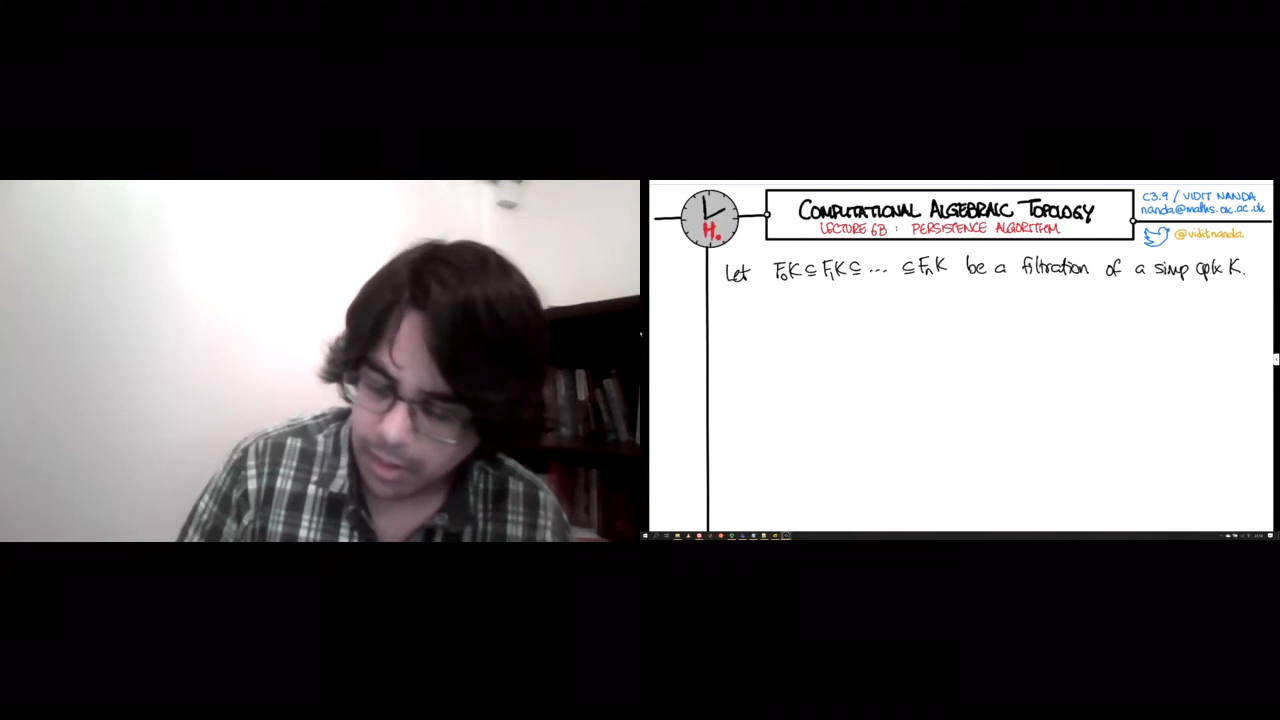 COMPUTATIONAL ALGEBRAIC TOPOLOGY
LECTURE 6B : PERSISTENCE ALGORITHM
C3.9 / VIDIT NANDA
nanda@maths.ox.ac.uk
@viditnanda
H.
Let F₀K ⊆ F₁K ⊆ ... ⊆ FₙK be a filtration of a simp cplx K.